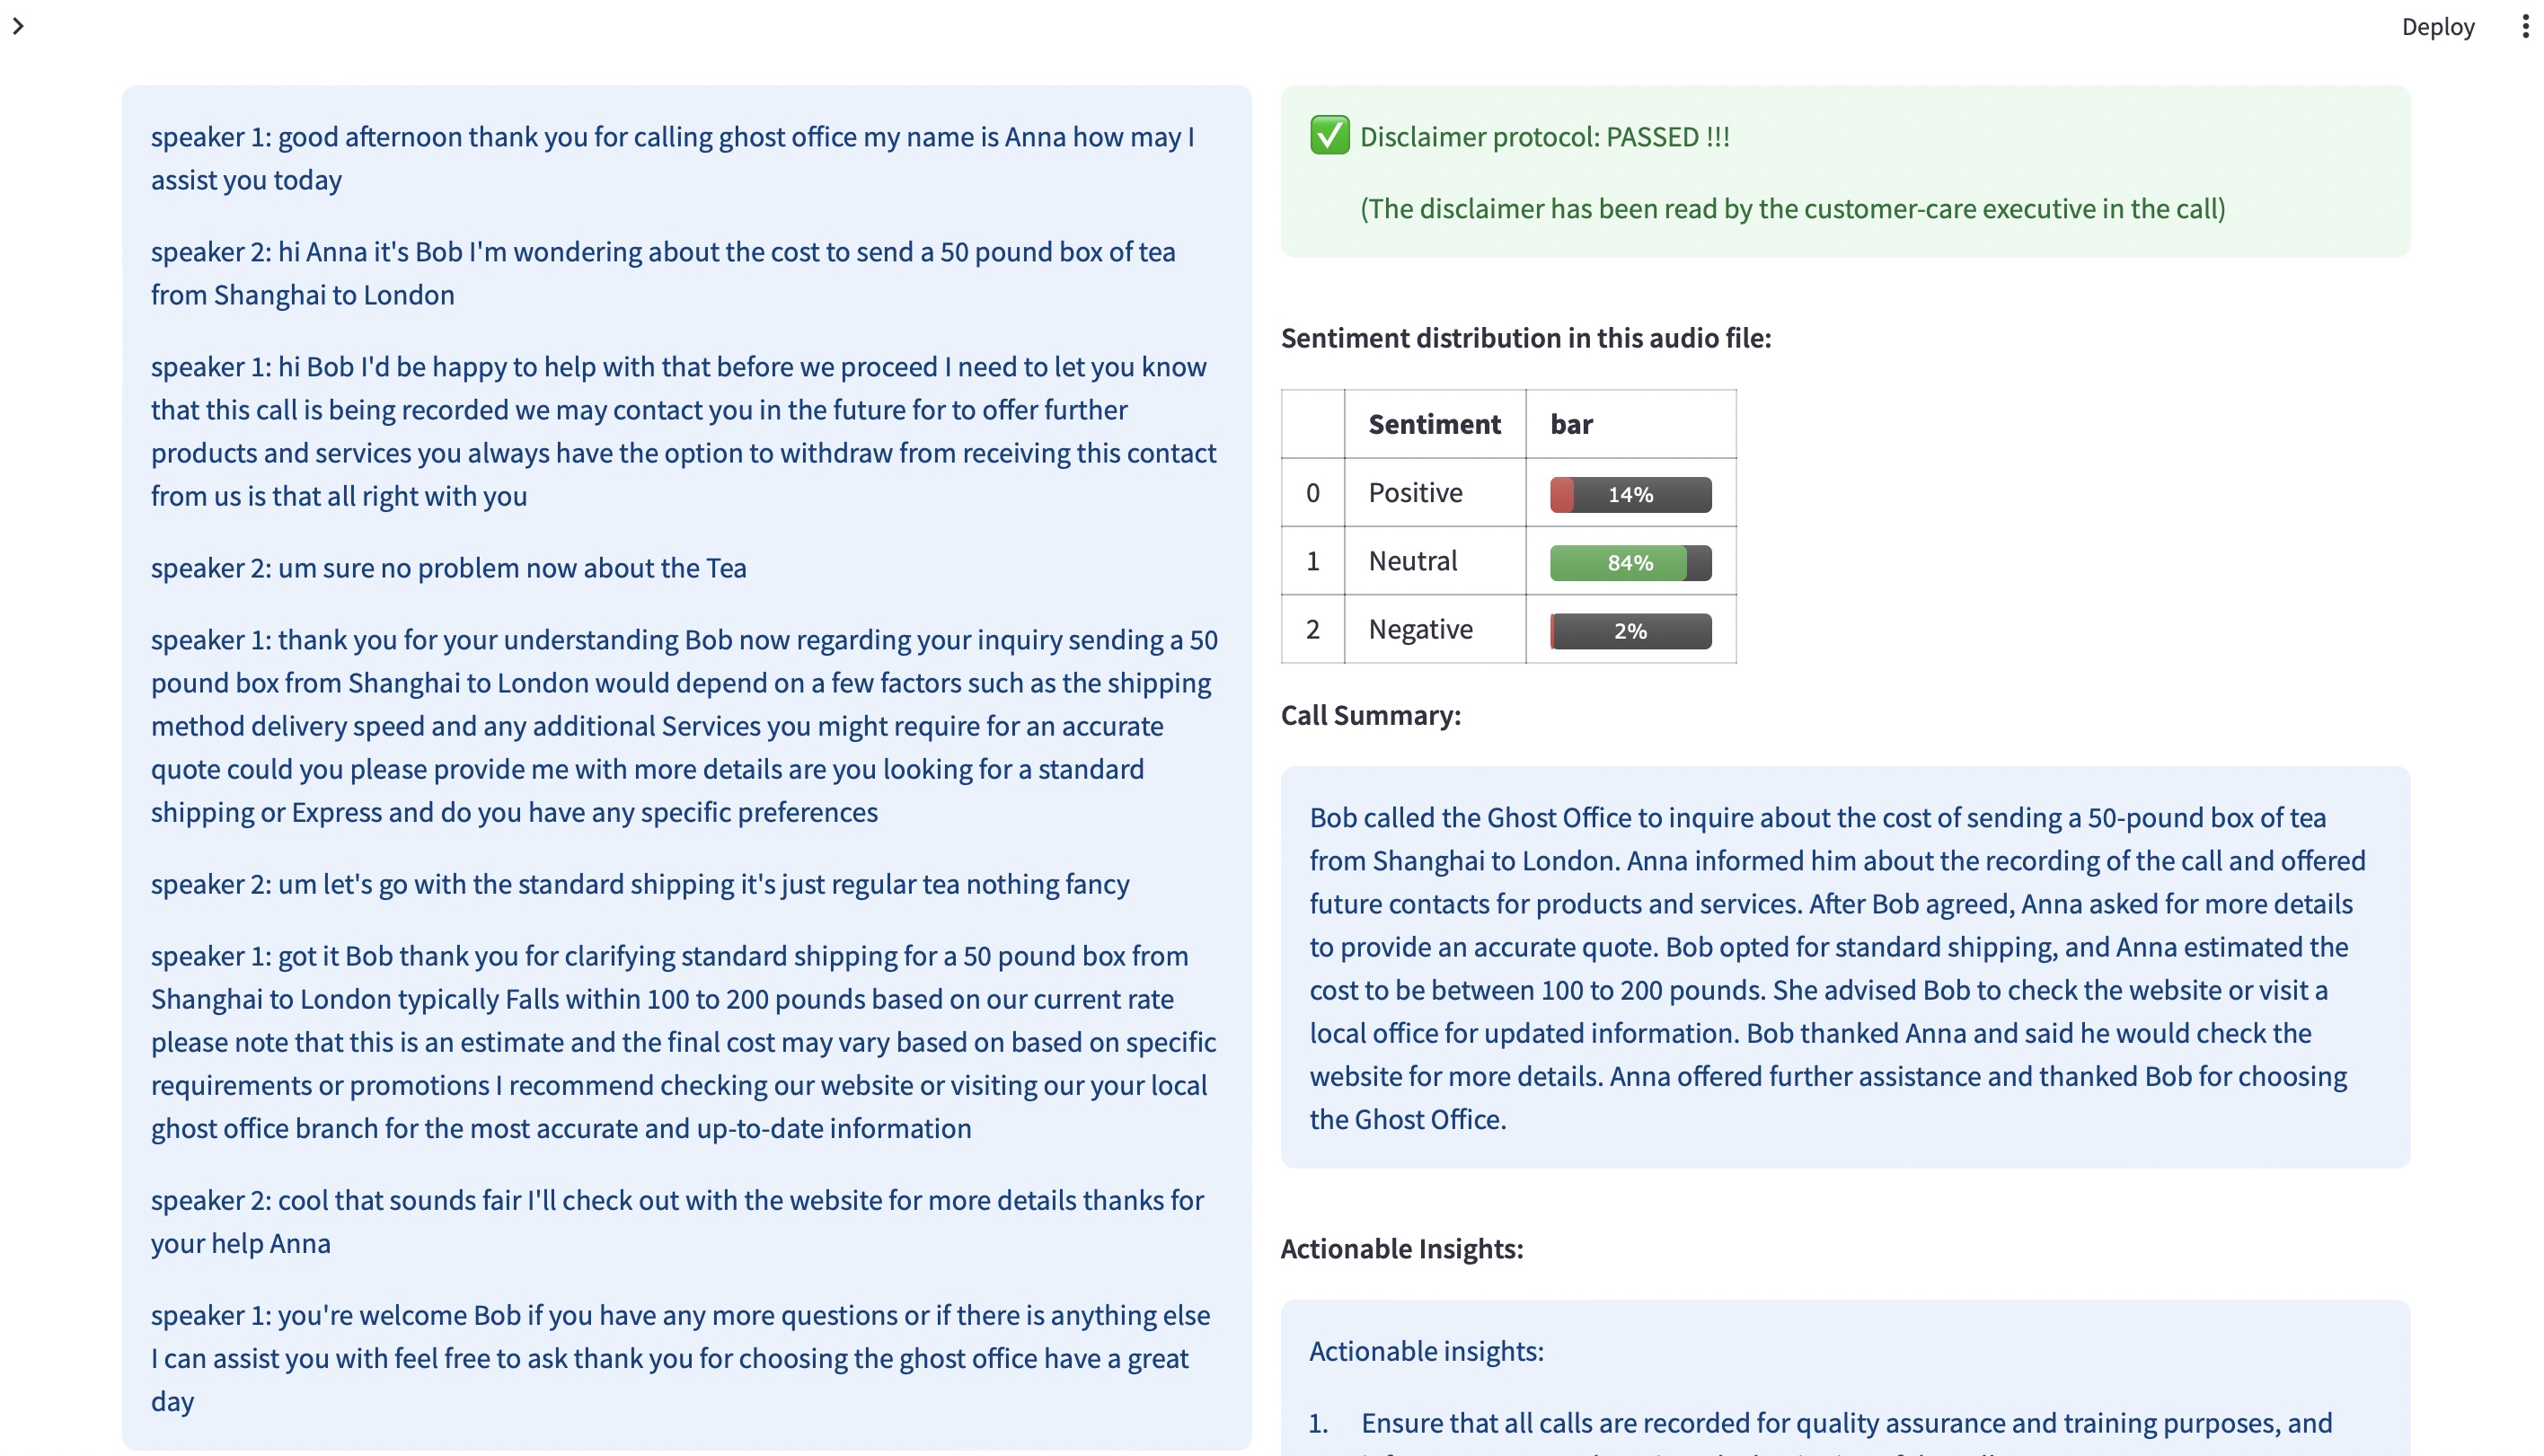 Deploy
speaker 1: good afternoon thank you for calling ghost office my name is Anna how may I
assist you today
speaker 2: hi Anna it's Bob I'm wondering about the cost to send a 50 pound box of tea
from Shanghai to London
speaker 1: hi Bob I'd be happy to help with that before we proceed I need to let you know
that this call is being recorded we may contact you in the future for to offer further
products and services you always have the option to withdraw from receiving this contact
from us is that all right with you
speaker 2: um sure no problem now about the Tea
speaker 1: thank you for your understanding Bob now regarding your inquiry sending a 50
pound box from Shanghai to London would depend on a few factors such as the shipping
method delivery speed and any additional Services you might require for an accurate
quote could you please provide me with more details are you looking for a standard
shipping or Express and do you have any specific preferences
speaker 2: um let's go with the standard shipping it's just regular tea nothing fancy
speaker 1: got it Bob thank you for clarifying standard shipping for a 50 pound box from
Shanghai to London typically Falls within 100 to 200 pounds based on our current rate
please note that this is an estimate and the final cost may vary based on based on specific
requirements or promotions I recommend checking our website or visiting our your local
ghost office branch for the most accurate and up-to-date information
speaker 2: cool that sounds fair I'll check out with the website for more details thanks for
your help Anna
speaker 1: you're welcome Bob if you have any more questions or if there is anything else
I can assist you with feel free to ask thank you for choosing the ghost office have a great
day
Disclaimer protocol: PASSED !!!
(The disclaimer has been read by the customer-care executive in the call)
Sentiment distribution in this audio file:
Sentiment bar
0 Positive 14%
1 Neutral 84%
2 Negative 2%
Call Summary:
Bob called the Ghost Office to inquire about the cost of sending a 50-pound box of tea
from Shanghai to London. Anna informed him about the recording of the call and offered
future contacts for products and services. After Bob agreed, Anna asked for more details
to provide an accurate quote. Bob opted for standard shipping, and Anna estimated the
cost to be between 100 to 200 pounds. She advised Bob to check the website or visit a
local office for updated information. Bob thanked Anna and said he would check the
website for more details. Anna offered further assistance and thanked Bob for choosing
the Ghost Office.
Actionable Insights:
Actionable insights:
1. Ensure that all calls are recorded for quality assurance and training purposes, and